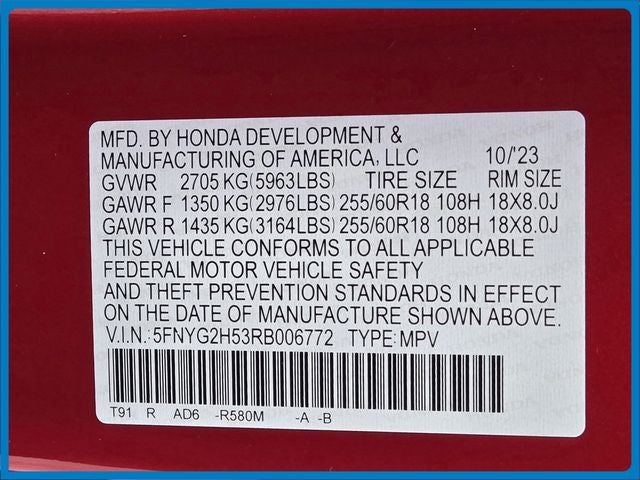 MFD. BY HONDA DEVELOPMENT &
MANUFACTURING OF AMERICA, LLC 10/'23
GVWR 2705 KG(5963LBS) TIRE SIZE RIM SIZE
GAWR F 1350 KG(2976LBS) 255/60R18 108H 18X8.0J
GAWR R 1435 KG(3164LBS) 255/60R18 108H 18X8.0J
THIS VEHICLE CONFORMS TO ALL APPLICABLE
FEDERAL MOTOR VEHICLE SAFETY
AND THEFT PREVENTION STANDARDS IN EFFECT
ON THE DATE OF MANUFACTURE SHOWN ABOVE.
V.I.N.: 5FNYG2H53RB006772 TYPE: MPV
T91 R AD6 -R580M -A -B